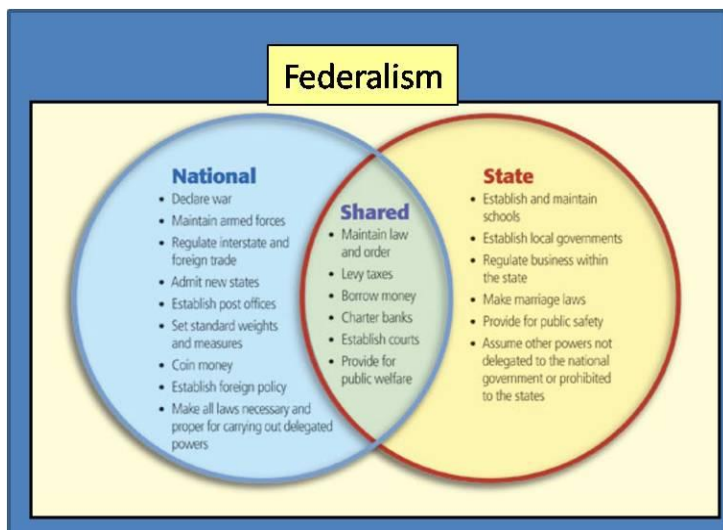 Federalism
National
• Declare war
• Maintain armed forces
• Regulate interstate and
foreign trade
• Admit new states
• Establish post offices
• Set standard weights
and measures
• Coin money
• Establish foreign policy
• Make all laws necessary and
proper for carrying out delegated
powers
Shared
• Maintain law
and order
• Levy taxes
• Borrow money
• Charter banks
• Establish courts
• Provide for
public welfare
State
• Establish and maintain
schools
• Establish local governments
• Regulate business within
the state
• Make marriage laws
• Provide for public safety
• Assume other powers not
delegated to the national
government or prohibited
to the states